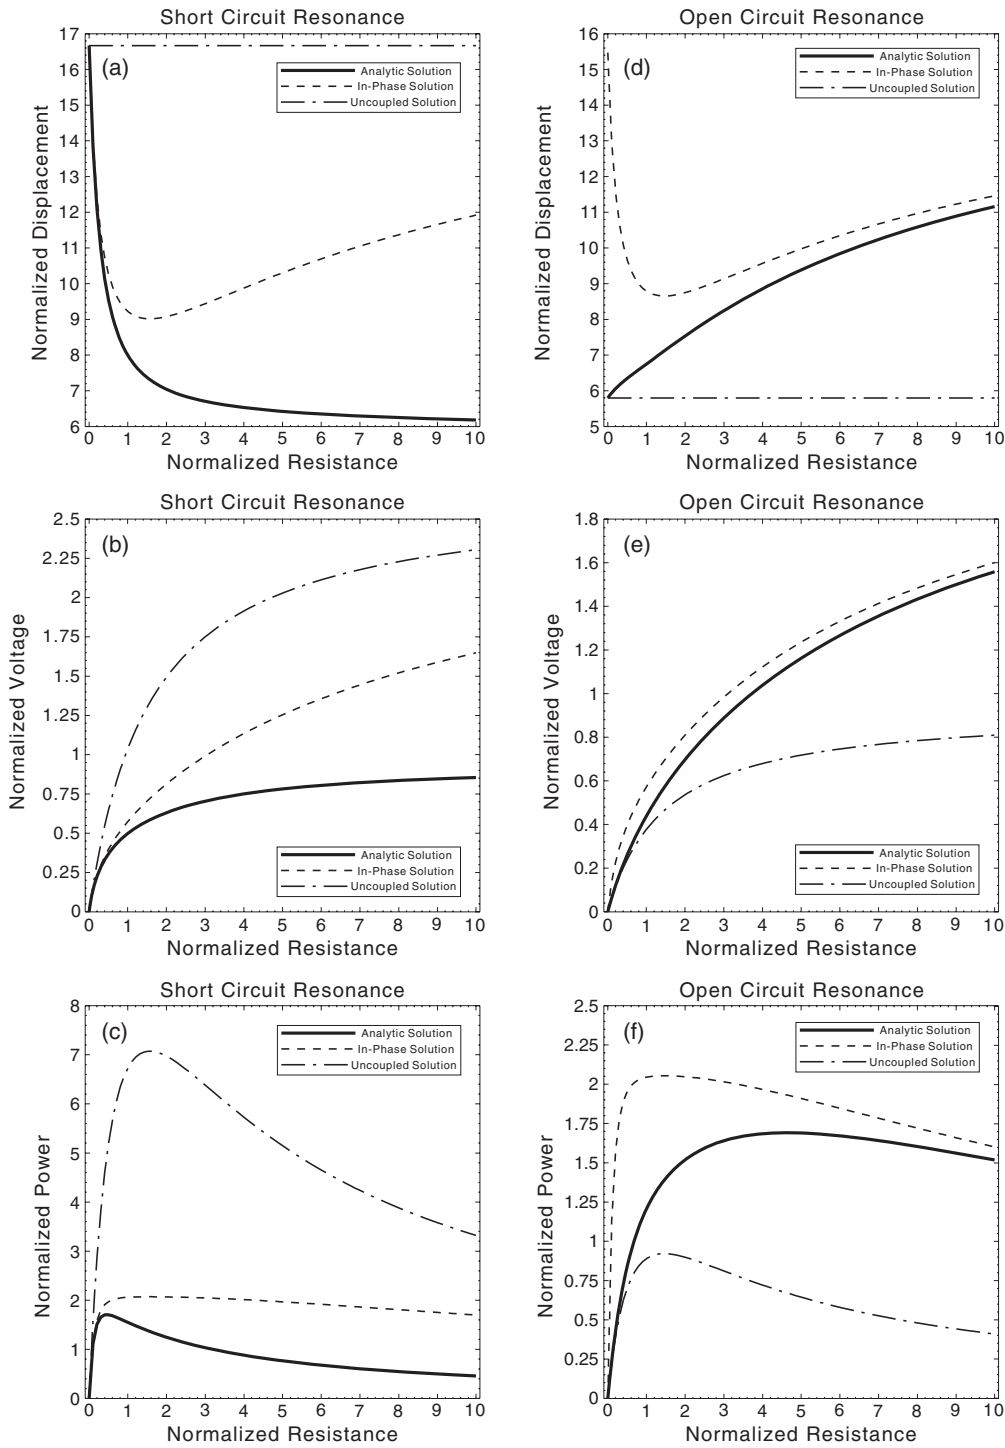 Short Circuit Resonance
(a)
Analytic Solution
In-Phase Solution
Uncoupled Solution
17
16
15
14
13
12
11
10
9
8
7
6
Normalized Displacement
0 1 2 3 4 5 6 7 8 9 10
Normalized Resistance
Open Circuit Resonance
(d)
Analytic Solution
In-Phase Solution
Uncoupled Solution
16
15
14
13
12
11
10
9
8
7
6
5
Normalized Displacement
0 1 2 3 4 5 6 7 8 9 10
Normalized Resistance
Short Circuit Resonance
(b)
2.5
2.25
2
1.75
1.5
1.25
1
0.75
0.5
0.25
0
Normalized Voltage
Analytic Solution
In-Phase Solution
Uncoupled Solution
0 1 2 3 4 5 6 7 8 9 10
Normalized Resistance
Open Circuit Resonance
(e)
1.8
1.6
1.4
1.2
1
0.8
0.6
0.4
0.2
0
Normalized Voltage
Analytic Solution
In-Phase Solution
Uncoupled Solution
0 1 2 3 4 5 6 7 8 9 10
Normalized Resistance
Short Circuit Resonance
(c)
Analytic Solution
In-Phase Solution
Uncoupled Solution
8
7
6
5
4
3
2
1
0
Normalized Power
0 1 2 3 4 5 6 7 8 9 10
Normalized Resistance
Open Circuit Resonance
(f)
Analytic Solution
In-Phase Solution
Uncoupled Solution
2.5
2.25
2
1.75
1.5
1.25
1
0.75
0.5
0.25
0
Normalized Power
0 1 2 3 4 5 6 7 8 9 10
Normalized Resistance